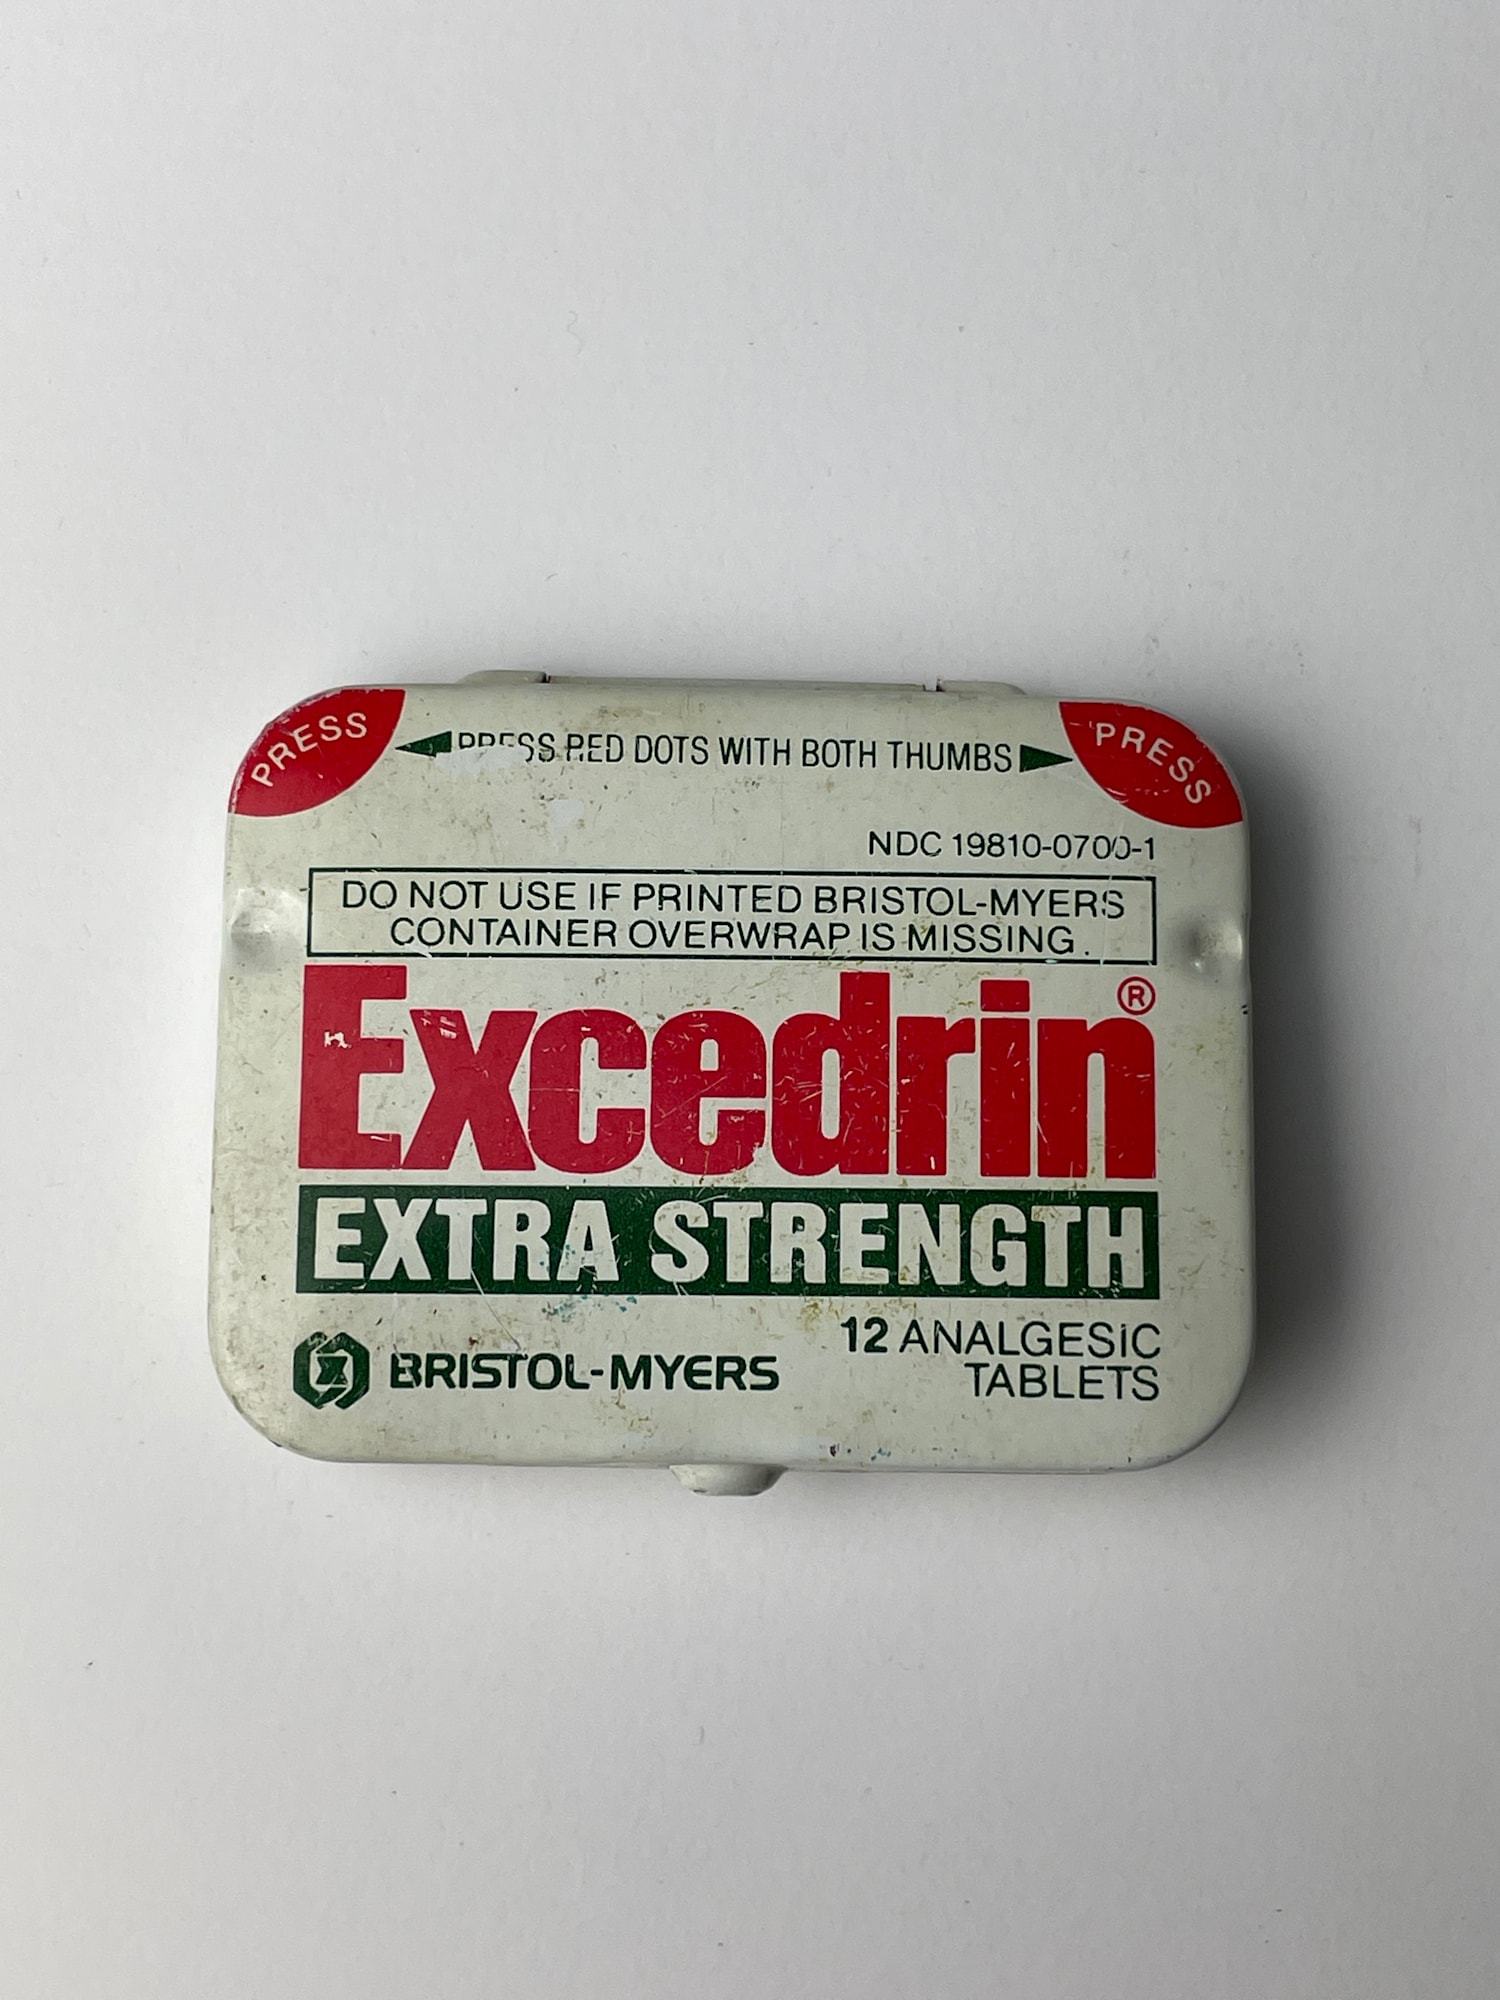 PRESS
PRESS RED DOTS WITH BOTH THUMBS
PRESS
NDC 19810-0700-1
DO NOT USE IF PRINTED BRISTOL-MYERS
CONTAINER OVERWRAP IS MISSING.
Excedrin®
EXTRA STRENGTH
BRISTOL-MYERS
12 ANALGESIC
TABLETS